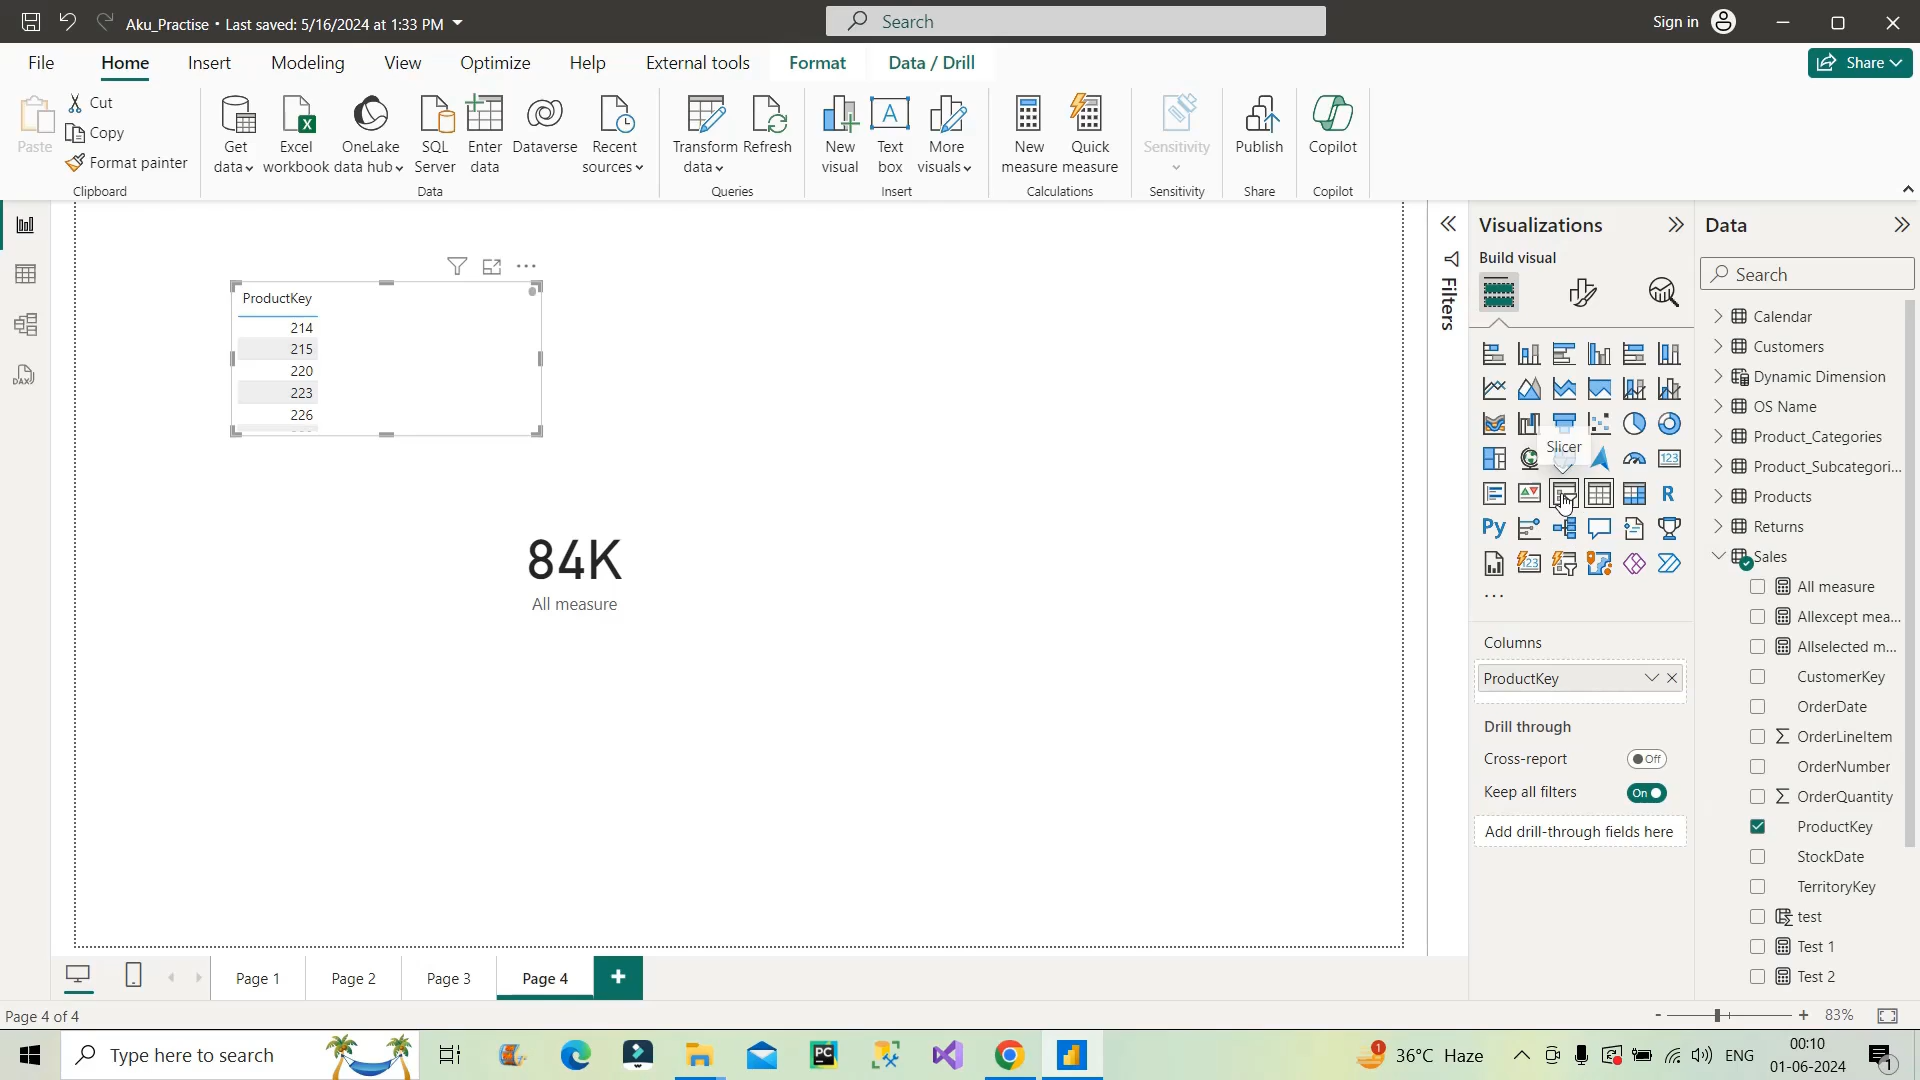 Aku_Practise • Last saved: 5/16/2024 at 1:33 PM
Search
Sign in
File
Home
Insert
Modeling
View
Optimize
Help
External tools
Format
Data / Drill
Share
Paste
Cut
Copy
Format painter
Clipboard
Get data
Excel workbook
OneLake data hub
SQL Server
Enter data
Dataverse
Recent sources
Data
Transform data
Refresh
Queries
New visual
Text box
More visuals
Insert
New measure
Quick measure
Calculations
Sensitivity
Sensitivity
Publish
Share
Copilot
Copilot
ProductKey
214
215
220
223
226
84K
All measure
Filters
Visualizations
Build visual
Slicer
123
R
Py
123
Columns
ProductKey
Drill through
Cross-report
Off
Keep all filters
On
Add drill-through fields here
Data
Search
Calendar
Customers
Dynamic Dimension
OS Name
Product_Categories
Product_Subcategori...
Products
Returns
Sales
All measure
Allexcept mea...
Allselected m...
CustomerKey
OrderDate
OrderLineItem
OrderNumber
OrderQuantity
ProductKey
StockDate
TerritoryKey
test
Test 1
Test 2
DAX
Page 1
Page 2
Page 3
Page 4
+
Page 4 of 4
- + 83%
Type here to search
PC
1
36°C Haze
ENG
00:10
01-06-2024
1